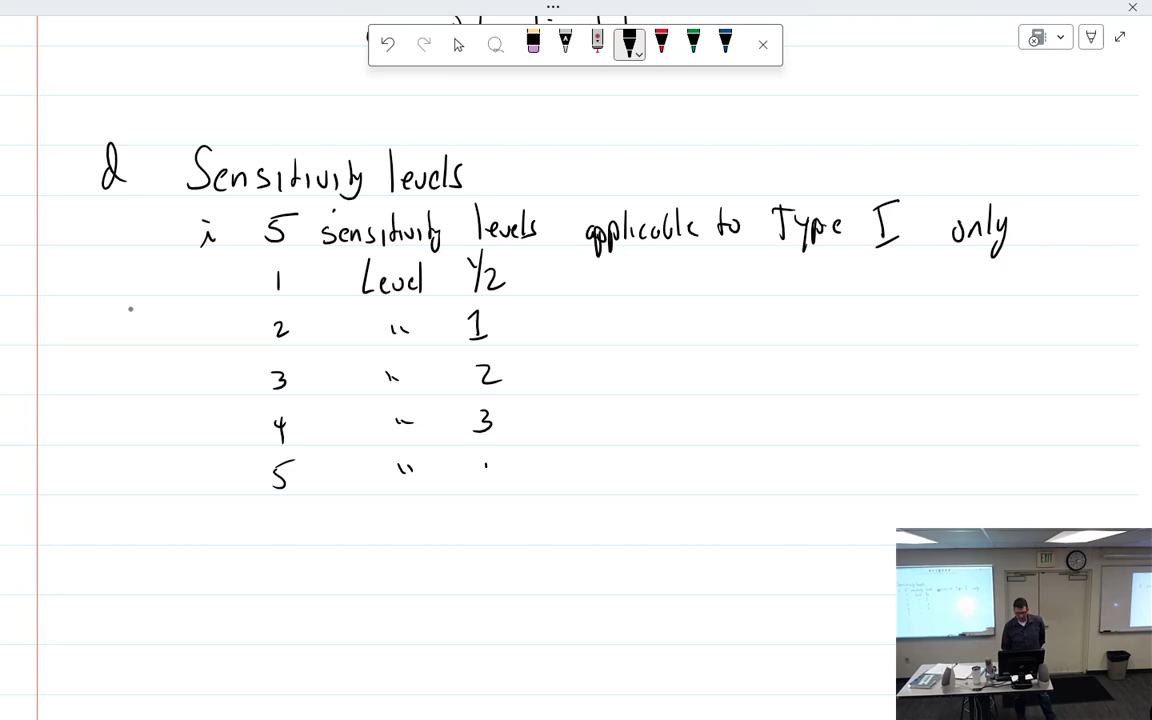 d Sensitivity levels
i 5 sensitivity levels applicable to Type I only
1 Level 1/2
2 " 1
3 " 2
4 " 3
5 "
EXIT